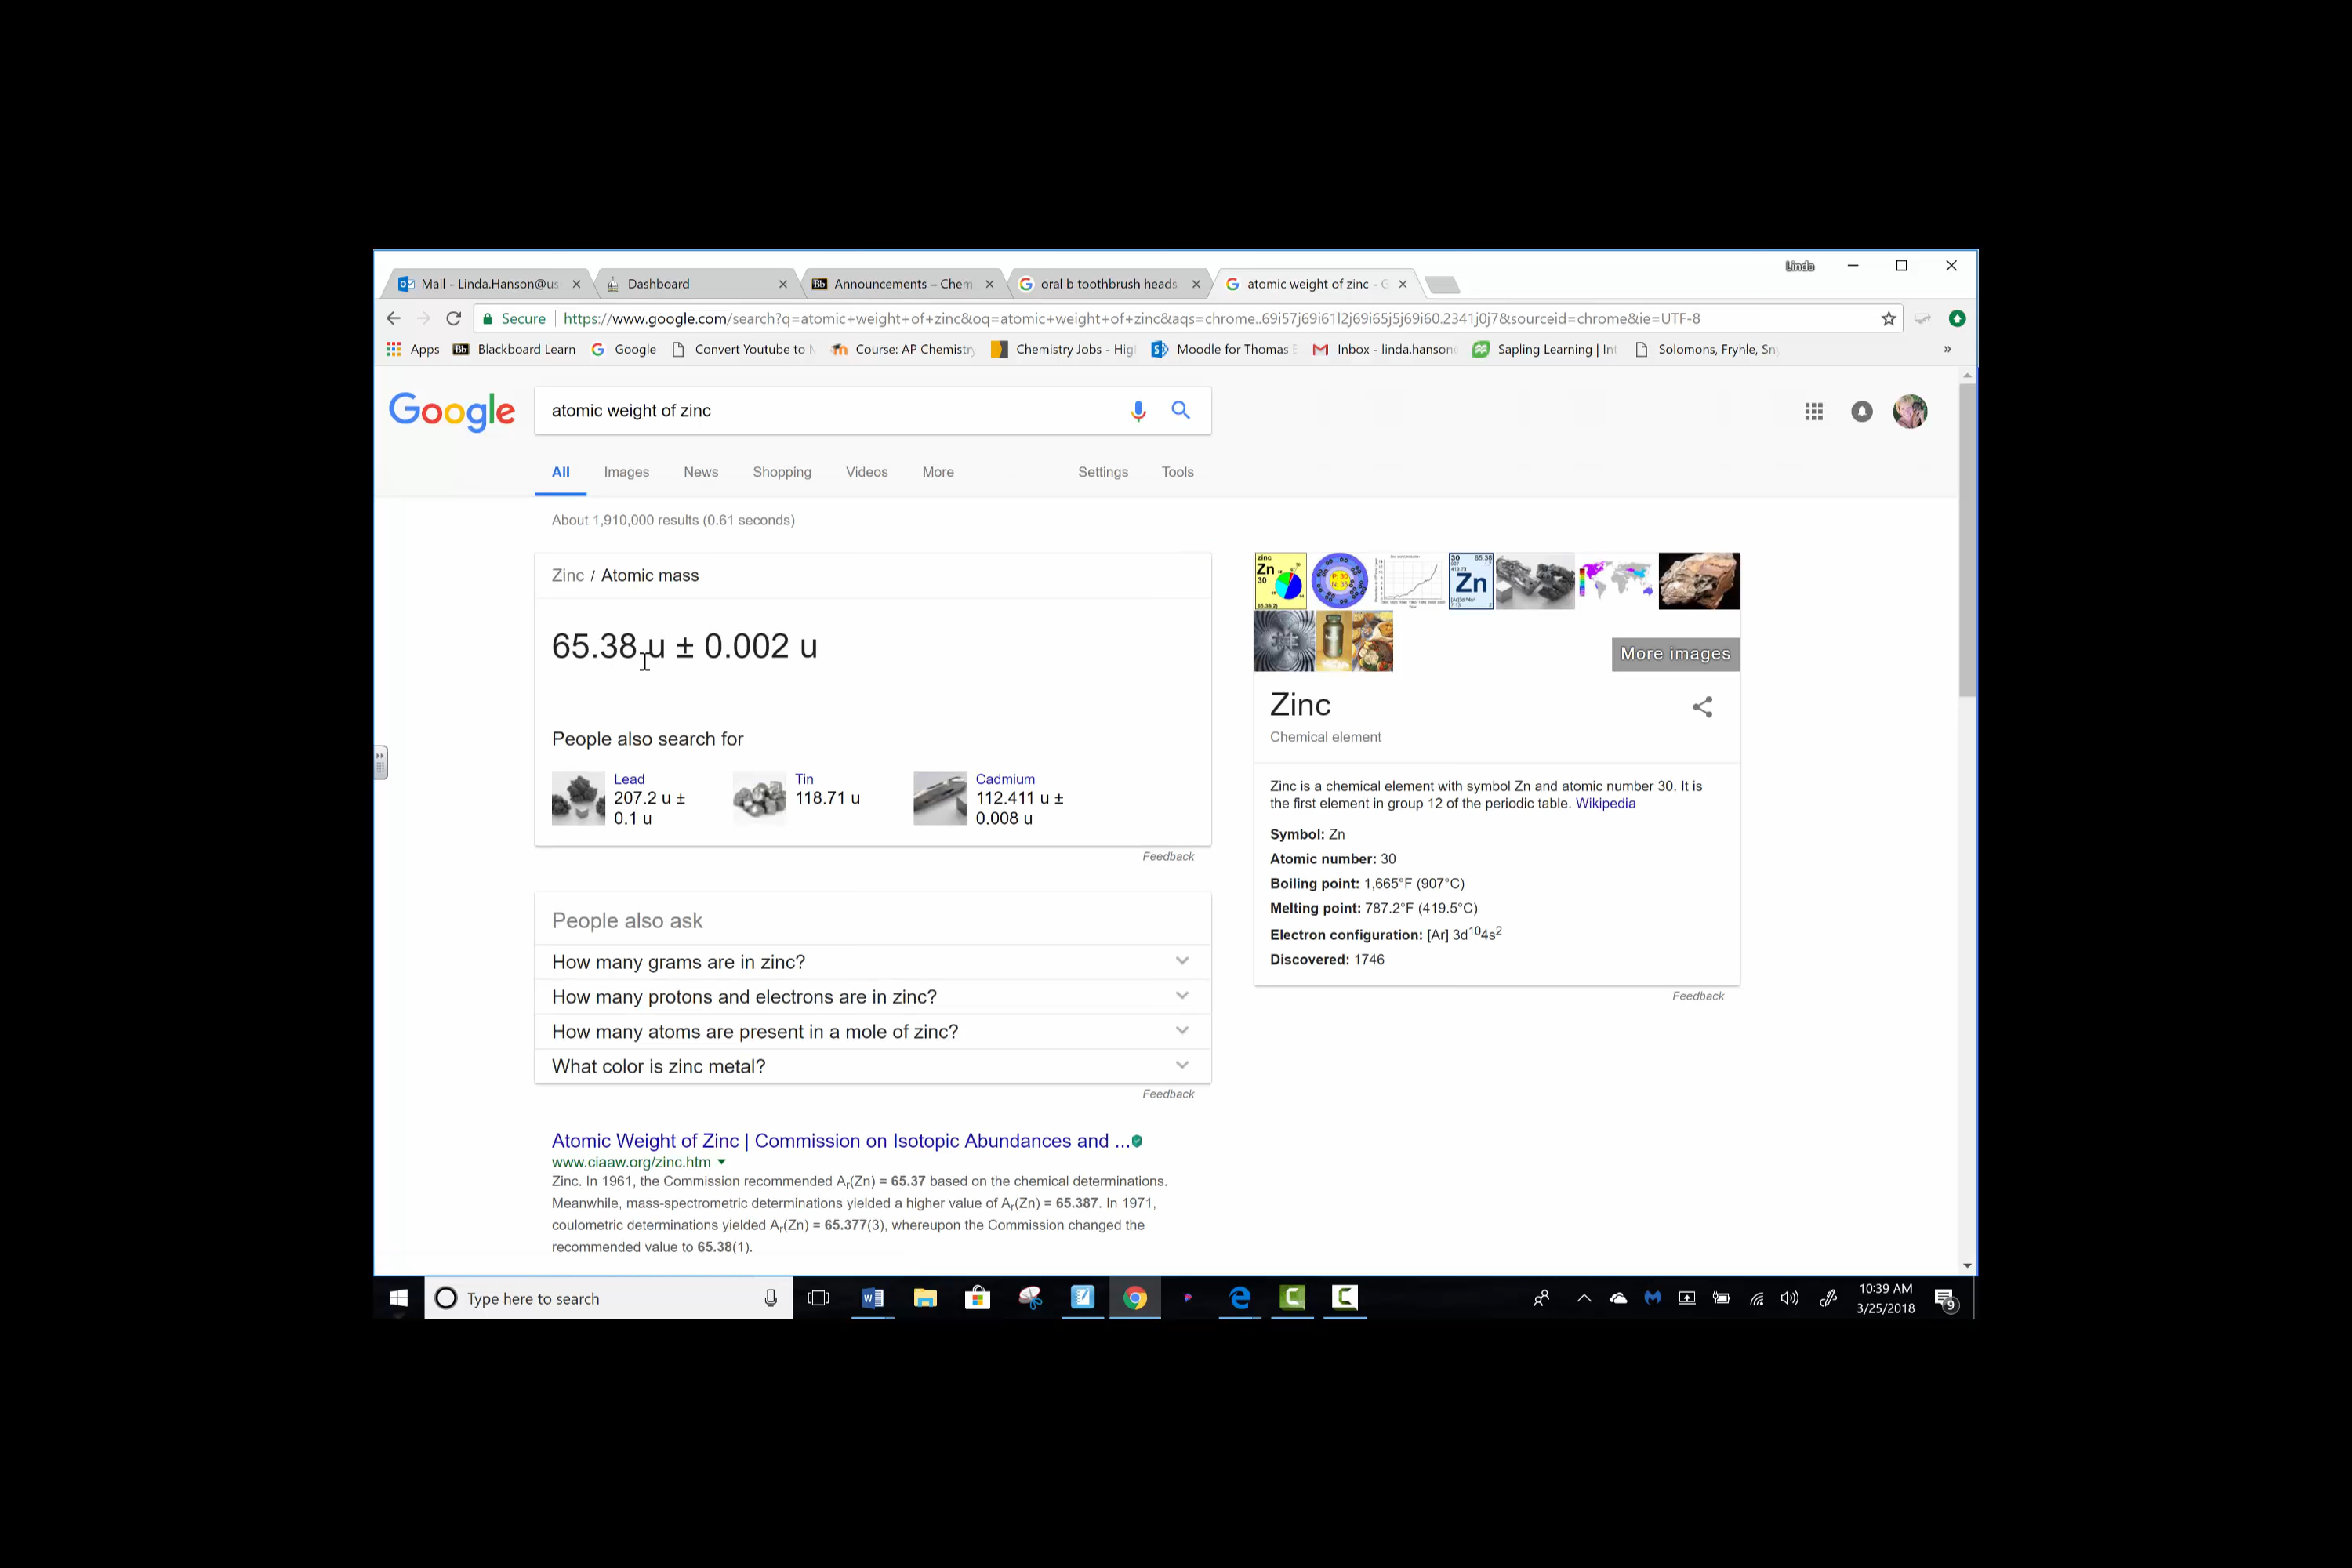 Linda
Mail - Linda.Hanson@us
Dashboard
Announcements – Chem
oral b toothbrush heads
atomic weight of zinc - G
Secure
https://www.google.com/search?q=atomic+weight+of+zinc&oq=atomic+weight+of+zinc&aqs=chrome..69i57j69i61l2j69i65j5j69i60.2341j0j7&sourceid=chrome&ie=UTF-8
Apps
Bb Blackboard Learn
Google
Convert Youtube to
Course: AP Chemistry
Chemistry Jobs - Hig
Moodle for Thomas
Inbox - linda.hanson
Sapling Learning | Int
Solomons, Fryhle, Sn
»
Google
atomic weight of zinc
All Images News Shopping Videos More Settings Tools
About 1,910,000 results (0.61 seconds)
Zinc / Atomic mass
65.38 u ± 0.002 u
People also search for
Lead
207.2 u ±
0.1 u
Tin
118.71 u
Cadmium
112.411 u ±
0.008 u
Feedback
People also ask
How many grams are in zinc?
How many protons and electrons are in zinc?
How many atoms are present in a mole of zinc?
What color is zinc metal?
Feedback
Atomic Weight of Zinc | Commission on Isotopic Abundances and ...
www.ciaaw.org/zinc.htm
Zinc. In 1961, the Commission recommended Ar(Zn) = 65.37 based on the chemical determinations.
Meanwhile, mass-spectrometric determinations yielded a higher value of Ar(Zn) = 65.387. In 1971,
coulometric determinations yielded Ar(Zn) = 65.377(3), whereupon the Commission changed the
recommended value to 65.38(1).
zinc
Zn
30
65.38(2)
30 65.38
Zn
More images
Zinc
Chemical element
Zinc is a chemical element with symbol Zn and atomic number 30. It is
the first element in group 12 of the periodic table. Wikipedia
Symbol: Zn
Atomic number: 30
Boiling point: 1,665°F (907°C)
Melting point: 787.2°F (419.5°C)
Electron configuration: [Ar] 3d¹⁰4s²
Discovered: 1746
Feedback
Type here to search
10:39 AM
3/25/2018
9